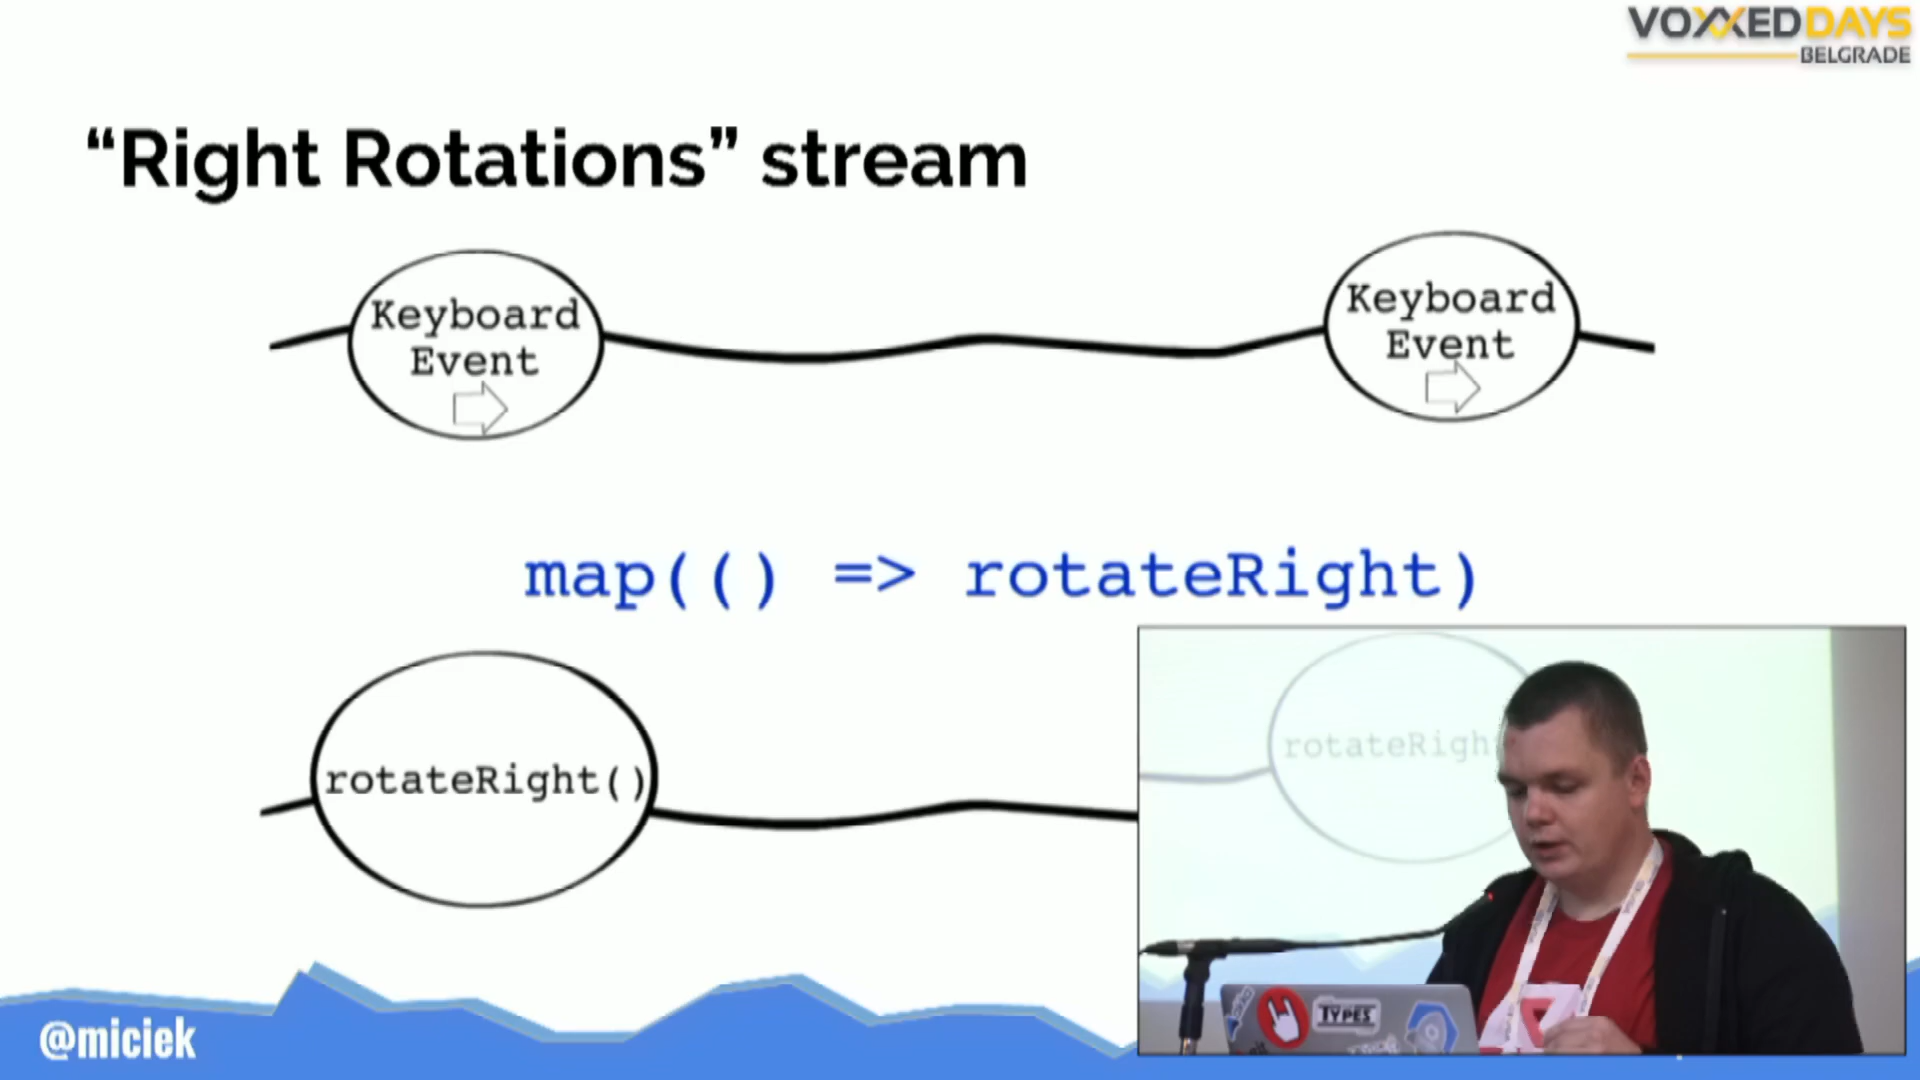 VOXXEDDAYS
BELGRADE
“Right Rotations” stream
Keyboard
Event
Keyboard
Event
map(() => rotateRight)
rotateRight()
rotateRigh
TYPES
@miciek